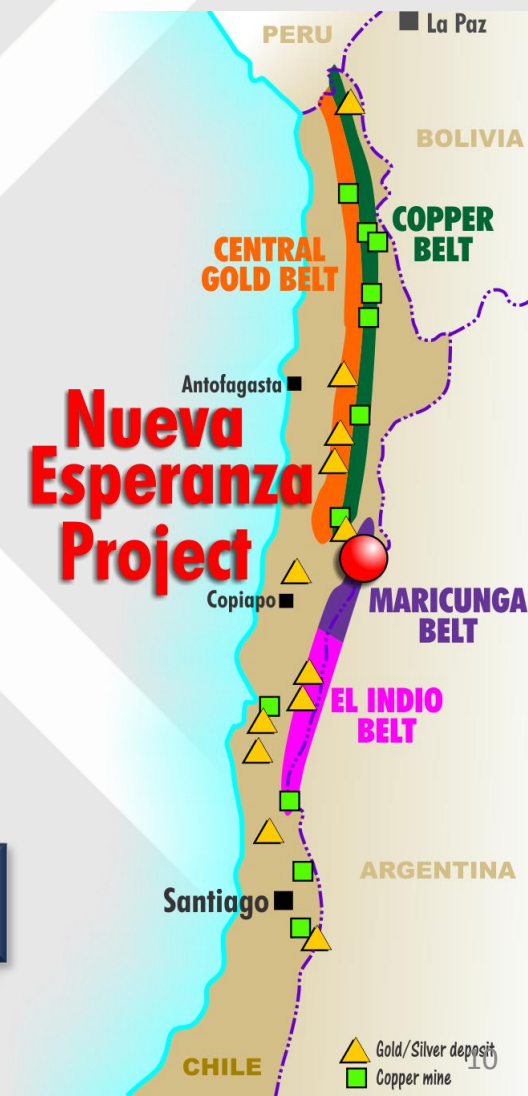 PERU
La Paz
BOLIVIA
COPPER
BELT
CENTRAL
GOLD BELT
Antofagasta
Nueva
Esperanza
Project
Copiapo
MARICUNGA
BELT
EL INDIO
BELT
ARGENTINA
Santiago
CHILE
Gold/Silver deposit
10
Copper mine